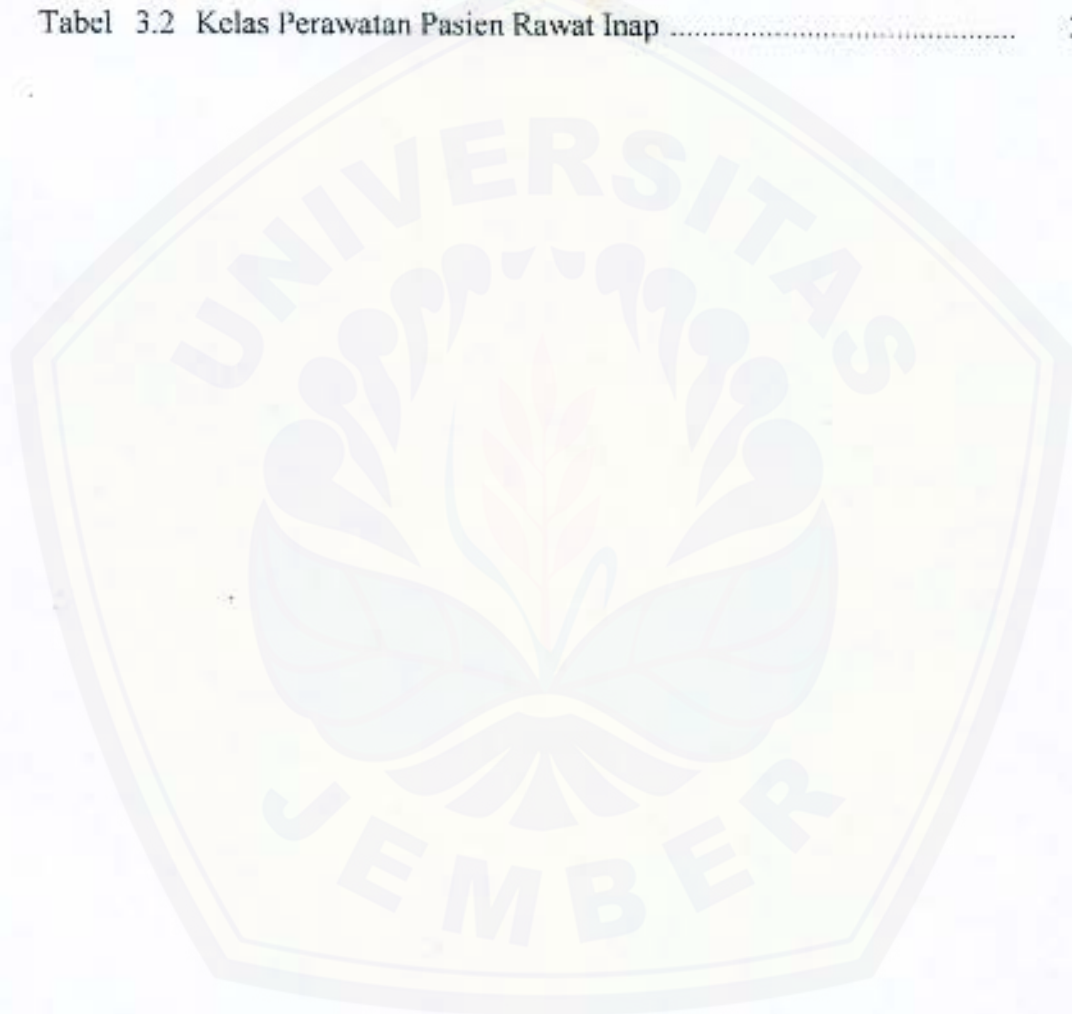 Tabel 3.2 Kelas Perawatan Pasien Rawat Inap ..........................................
UNIVERSITAS
JEMBER